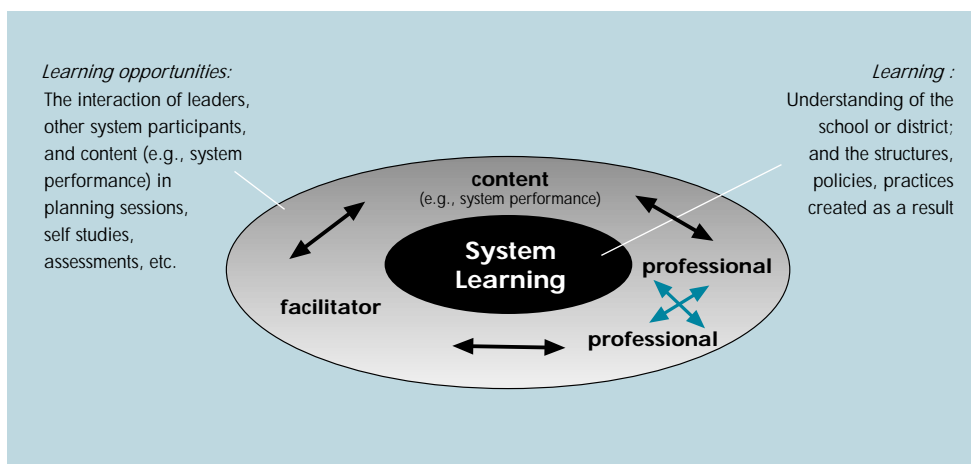 Learning opportunities:
The interaction of leaders,
other system participants,
and content (e.g., system
performance) in
planning sessions,
self studies,
assessments, etc.
Learning :
Understanding of the
school or district;
and the structures,
policies, practices
created as a result
content
(e.g., system performance)
System
Learning
professional
facilitator
professional